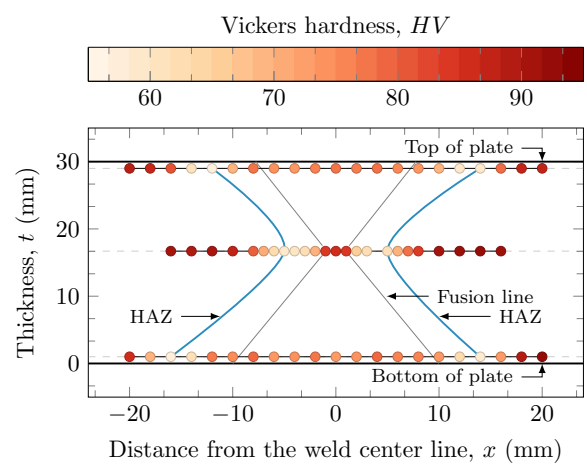 Vickers hardness, HV
60 70 80 90
Top of plate
30
20
Thickness, t (mm)
Fusion line
10
HAZ
HAZ
0
Bottom of plate
−20 −10 0 10 20
Distance from the weld center line, x (mm)